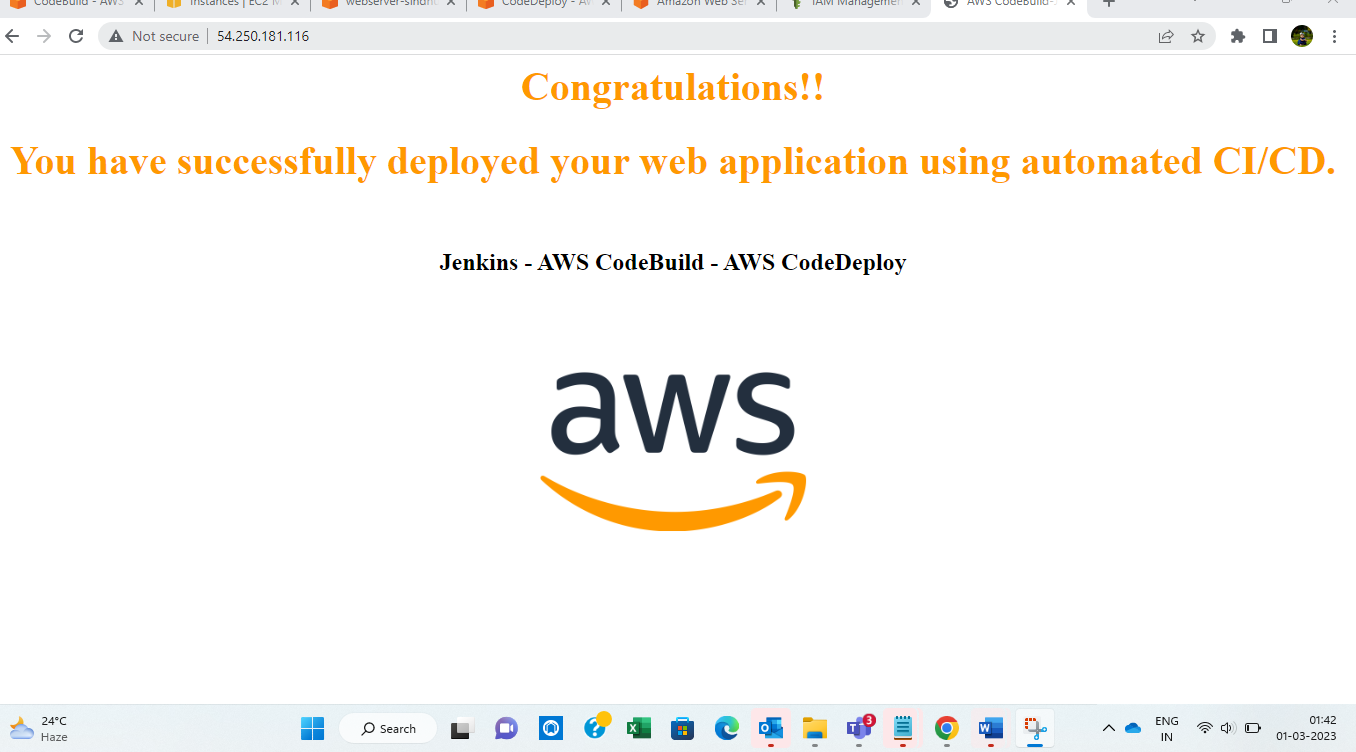 CodeBuild - AWS
Instances | EC2 M
webserver-sindhu
CodeDeploy - AW
Amazon Web Ser
IAM Management
AWS CodeBuild-
Not secure
54.250.181.116
Congratulations!!
You have successfully deployed your web application using automated CI/CD.
Jenkins - AWS CodeBuild - AWS CodeDeploy
aws
24°C
Haze
Search
3
ENG
IN
01:42
01-03-2023